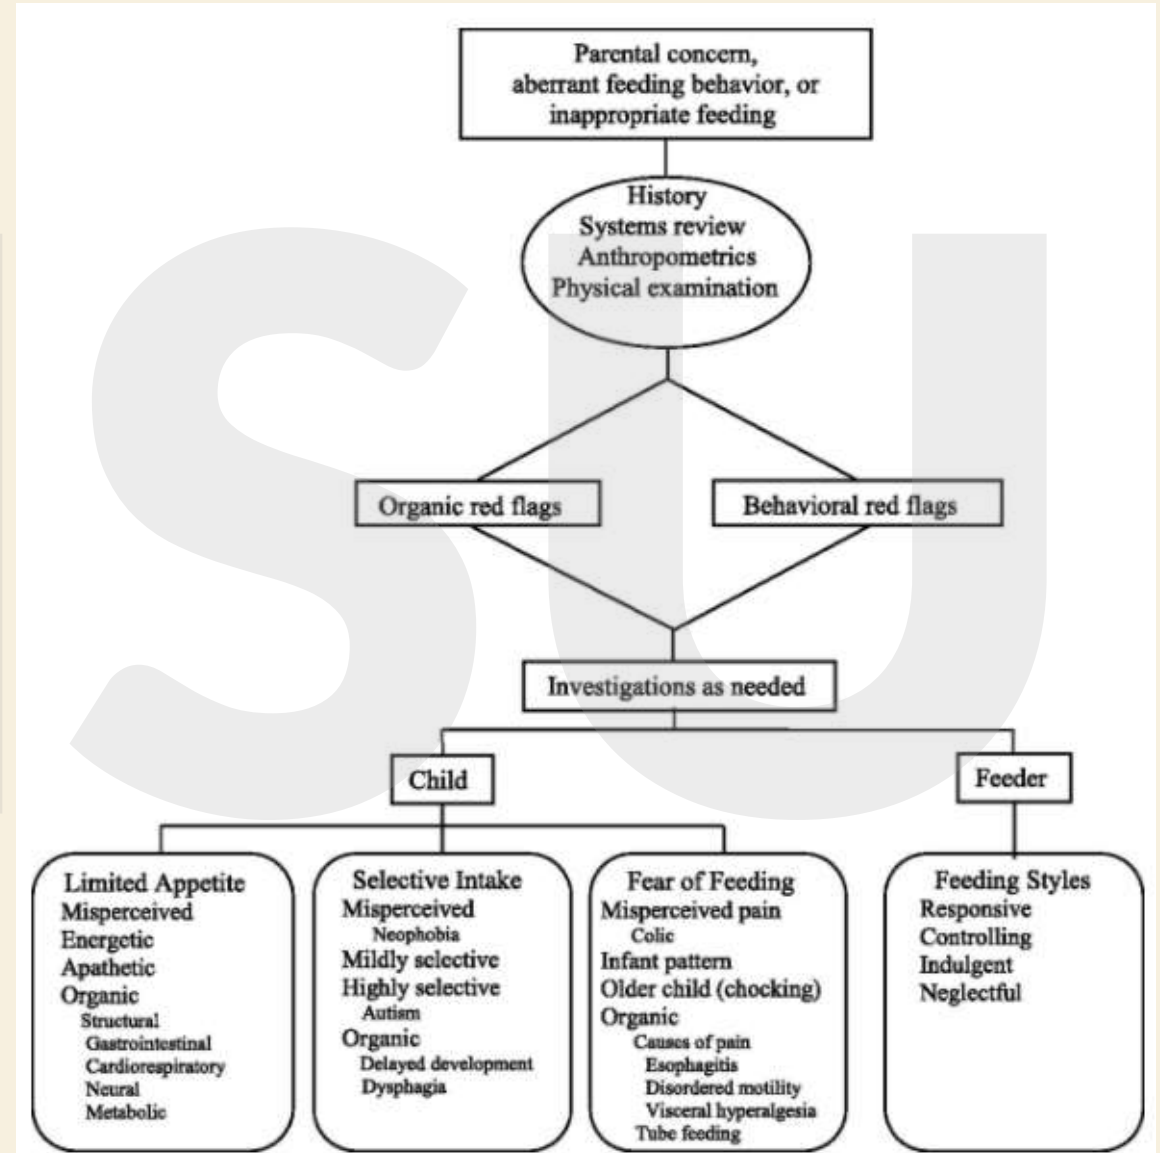 Parental concern,
aberrant feeding behavior, or
inappropriate feeding
History
Systems review
Anthropometrics
Physical examination
Organic red flags
Behavioral red flags
Investigations as needed
Child
Feeder
Limited Appetite
Misperceived
Energetic
Apathetic
Organic
Structural
Gastrointestinal
Cardiorespiratory
Neural
Metabolic
Selective Intake
Misperceived
Neophobia
Mildly selective
Highly selective
Autism
Organic
Delayed development
Dysphagia
Fear of Feeding
Misperceived pain
Colic
Infant pattern
Older child (chocking)
Organic
Causes of pain
Esophagitis
Disordered motility
Visceral hyperalgesia
Tube feeding
Feeding Styles
Responsive
Controlling
Indulgent
Neglectful
SU